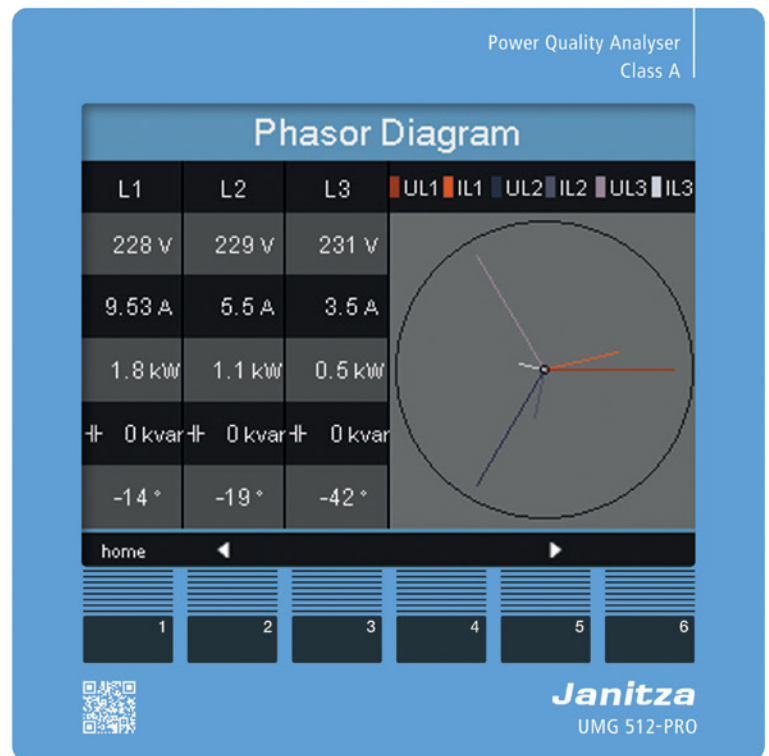 Power Quality Analyser
Class A
Phasor Diagram
L1 L2 L3 UL1 IL1 UL2 IL2 UL3 IL3
228 V 229 V 231 V
9.53 A 5.5 A 3.5 A
1.8 kW 1.1 kW 0.5 kW
0 kvar 0 kvar 0 kvar
-14 ° -19 ° -42 °
home
1 2 3 4 5 6
Janitza
UMG 512-PRO